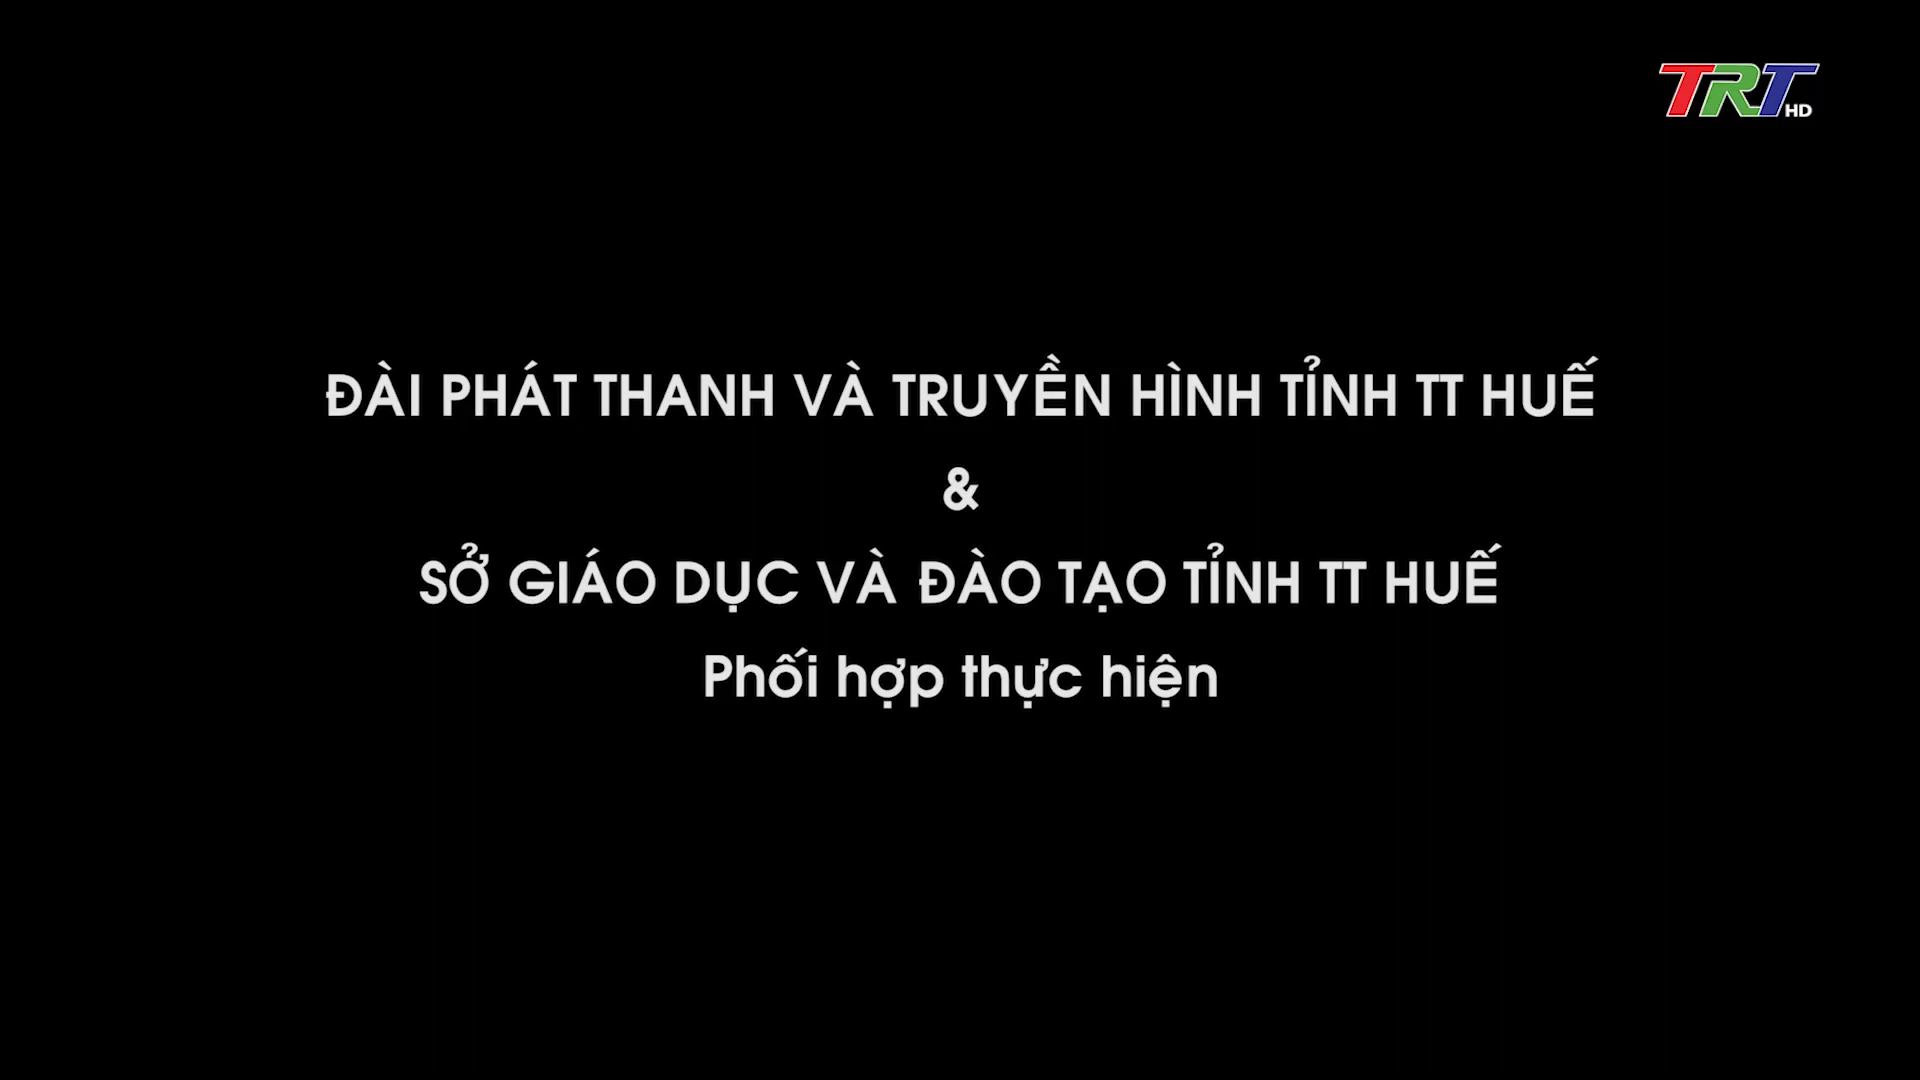 TRT HD
ĐÀI PHÁT THANH VÀ TRUYỀN HÌNH TỈNH TT HUẾ
&
SỞ GIÁO DỤC VÀ ĐÀO TẠO TỈNH TT HUẾ
Phối hợp thực hiện